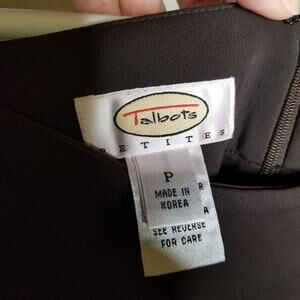 Talbots
PETITES
P
MADE IN
KOREA
R
A
SEE REVERSE
FOR CARE